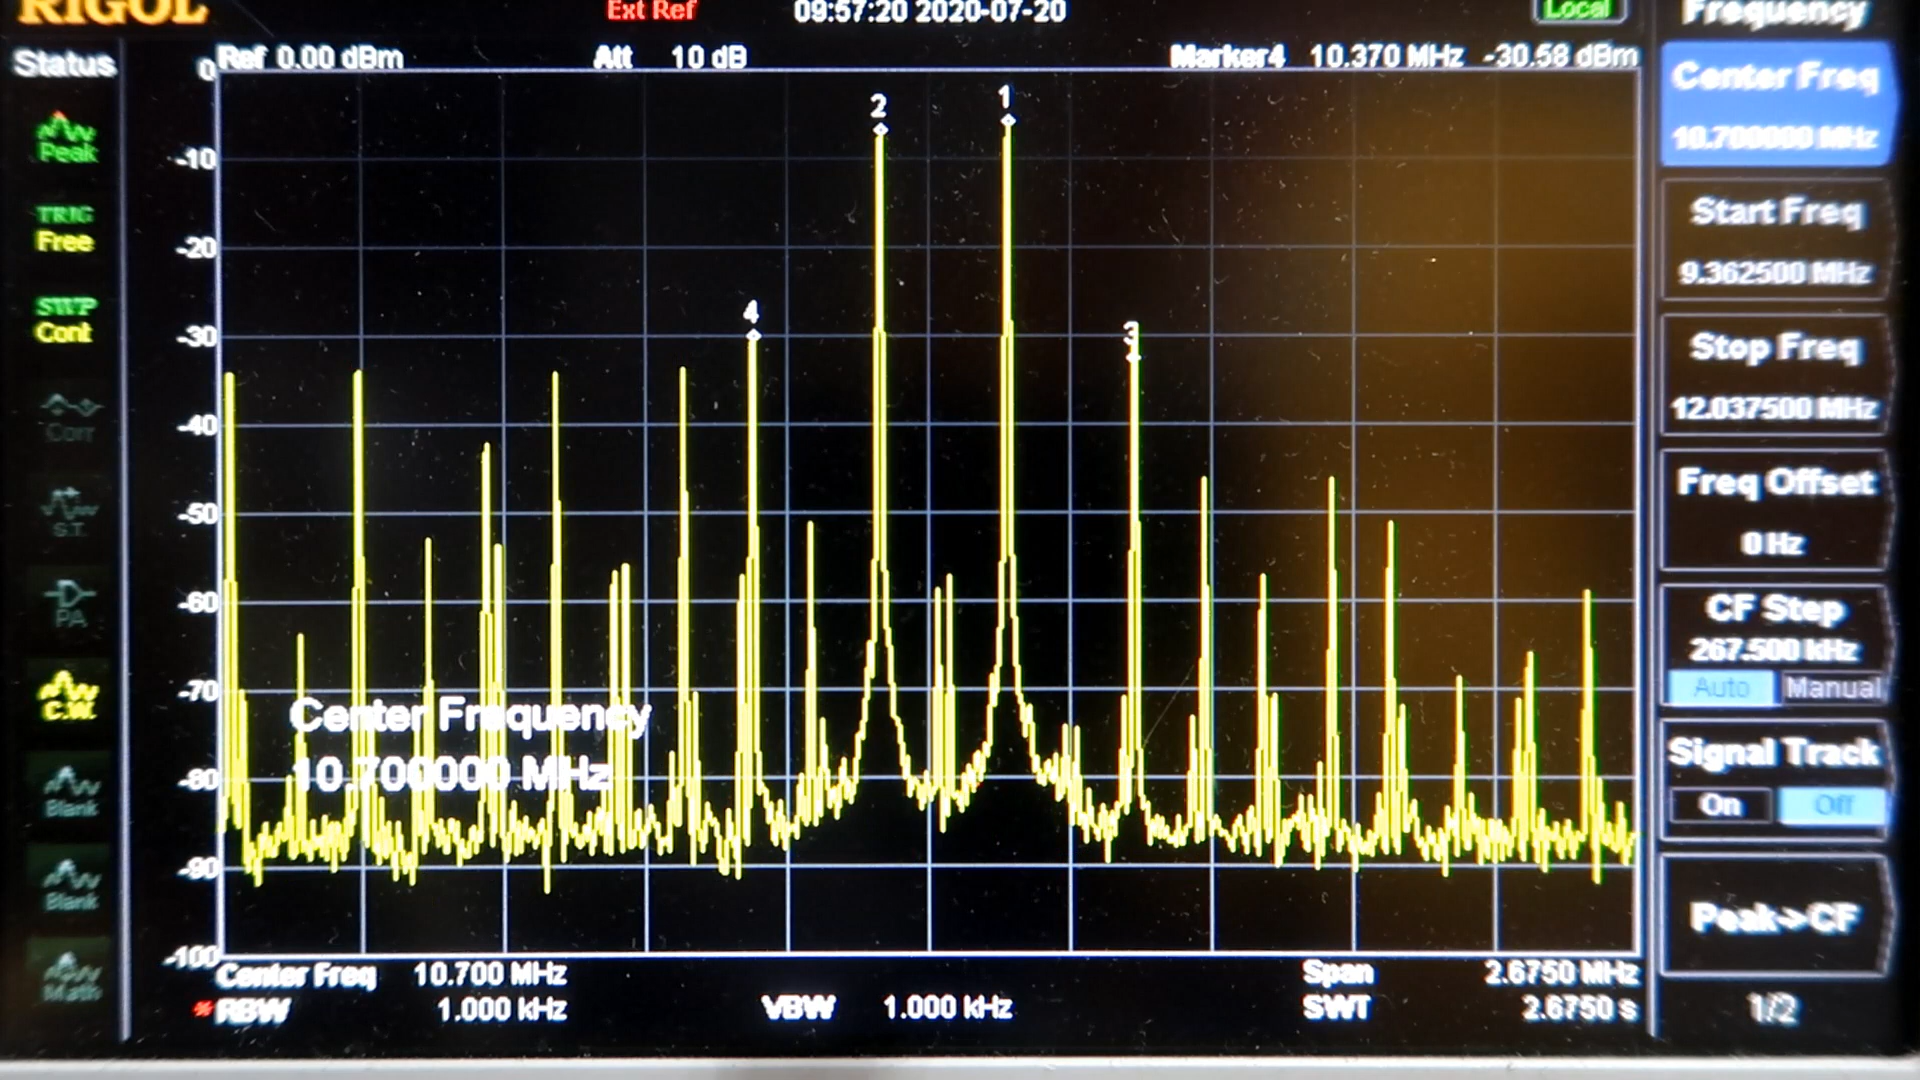 RIGOL
Ext Ref
09:57:20 2020-07-20
Local
Frequency
Status
Ref 0.00 dBm
Att 10 dB
Marker4 10.370 MHz -30.58 dBm
Center Freq
10.700000 MHz
Peak
TRIG
Free
SWP
Cont
Corr
S.T.
PA
C.W.
Blank
Blank
Math
0
-10
-20
-30
-40
-50
-60
-70
-80
-90
-100
2
1
4
3
Center Frequency
10.700000 MHz
Start Freq
9.362500 MHz
Stop Freq
12.037500 MHz
Freq Offset
0 Hz
CF Step
267.500 kHz
Auto Manual
Signal Track
On Off
Peak->CF
1/2
Center Freq 10.700 MHz
Span 2.6750 MHz
*RBW 1.000 kHz
VBW 1.000 kHz
SWT 2.6750 s